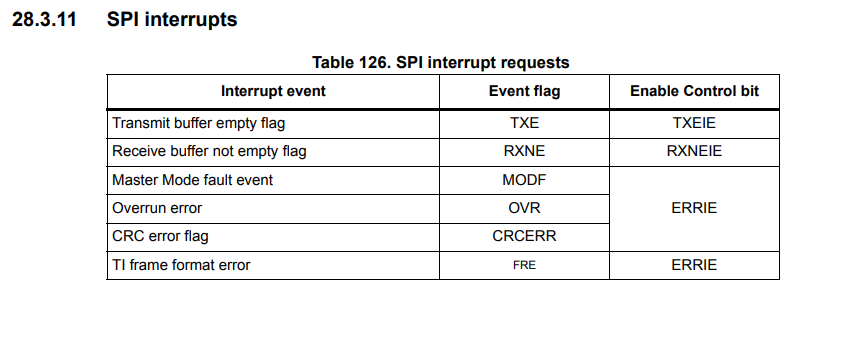 28.3.11 SPI interrupts
Table 126. SPI interrupt requests
Interrupt event Event flag Enable Control bit
Transmit buffer empty flag TXE TXEIE
Receive buffer not empty flag RXNE RXNEIE
Master Mode fault event MODF
Overrun error OVR ERRIE
CRC error flag CRCERR
TI frame format error FRE ERRIE